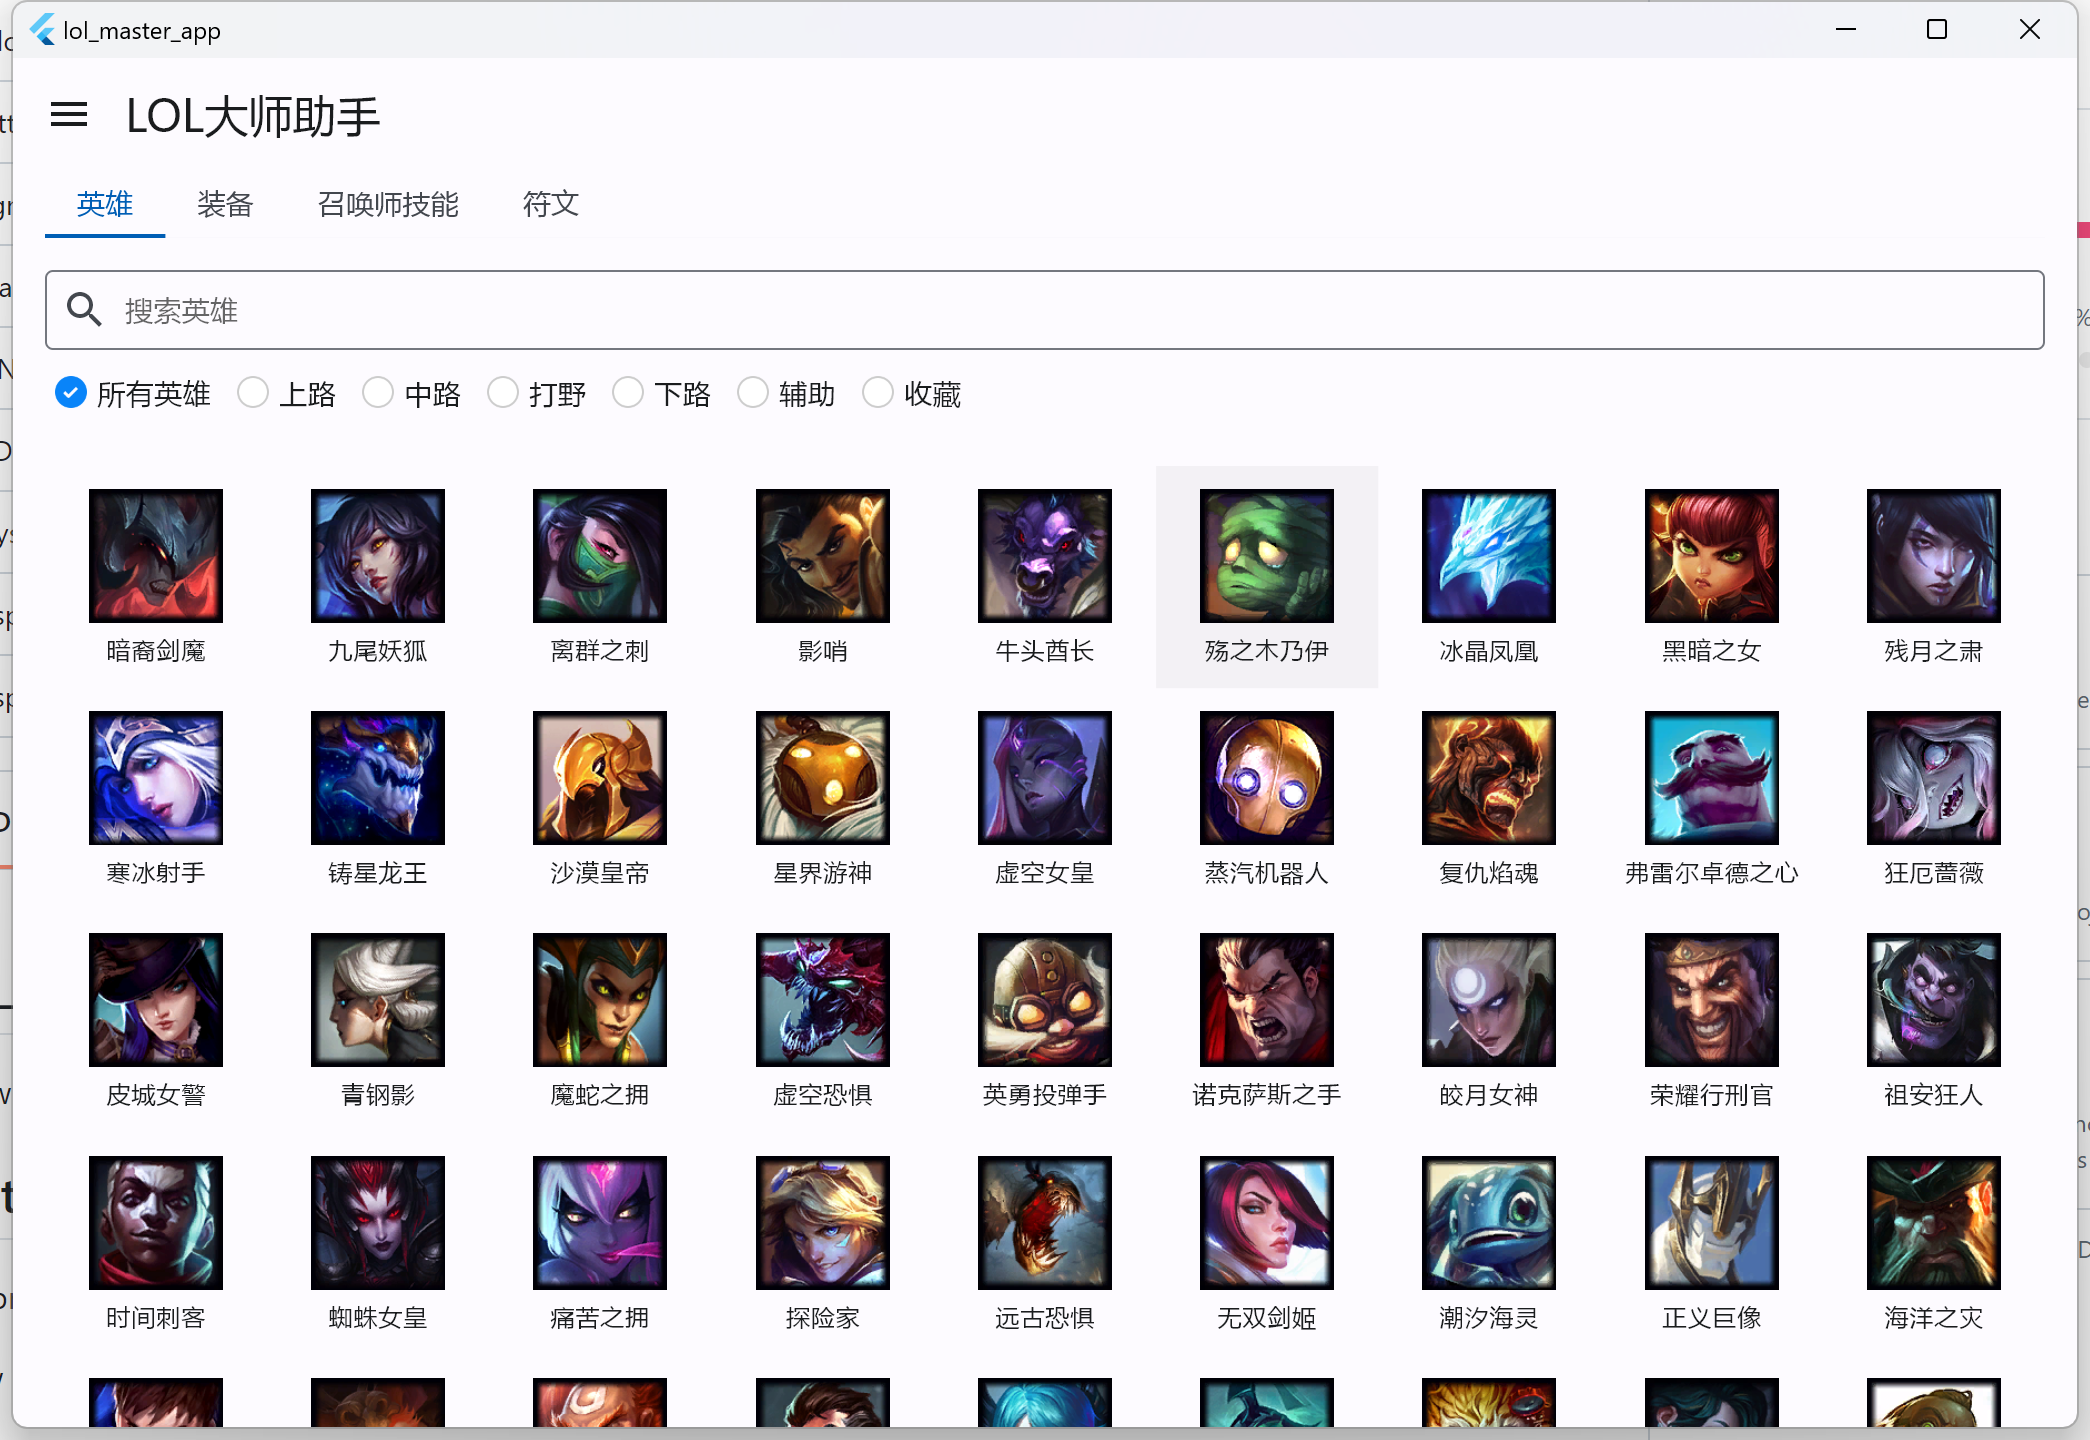 lol_master_app
LOL大师助手
英雄 装备 召唤师技能 符文
搜索英雄
所有英雄 上路 中路 打野 下路 辅助 收藏
暗裔剑魔 九尾妖狐 离群之刺 影哨 牛头酋长 殇之木乃伊 冰晶凤凰 黑暗之女 残月之肃
寒冰射手 铸星龙王 沙漠皇帝 星界游神 虚空女皇 蒸汽机器人 复仇焰魂 弗雷尔卓德之心 狂厄蔷薇
皮城女警 青钢影 魔蛇之拥 虚空恐惧 英勇投弹手 诺克萨斯之手 皎月女神 荣耀行刑官 祖安狂人
时间刺客 蜘蛛女皇 痛苦之拥 探险家 远古恐惧 无双剑姬 潮汐海灵 正义巨像 海洋之灾